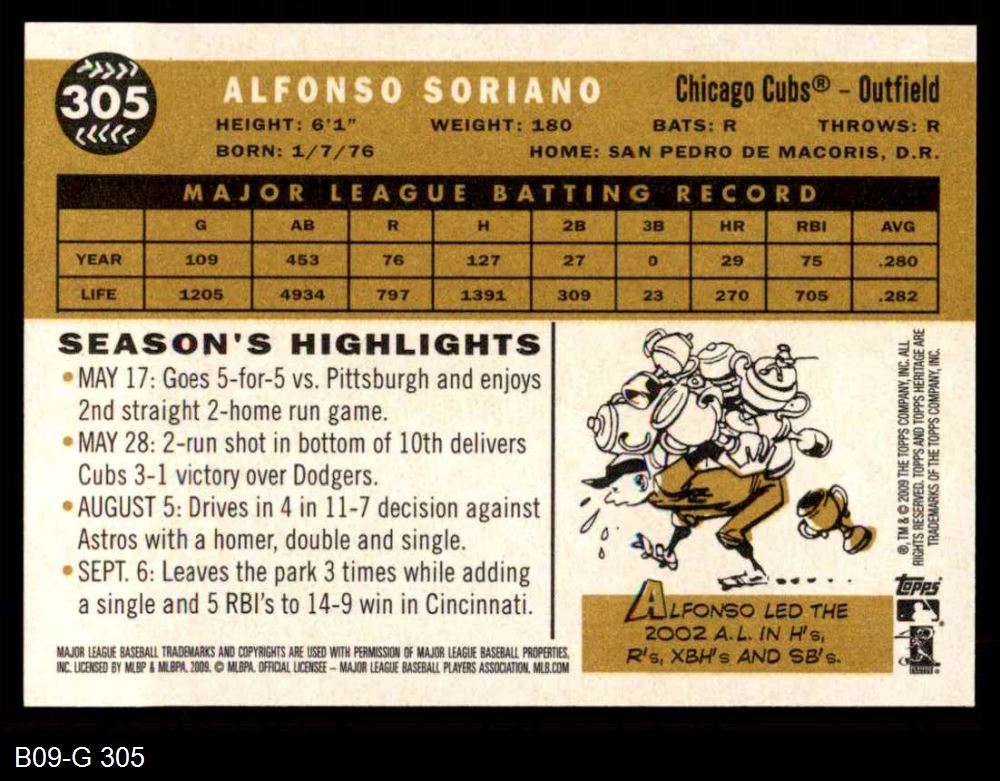 305
ALFONSO SORIANO
Chicago Cubs® – Outfield
HEIGHT: 6'1" WEIGHT: 180 BATS: R THROWS: R
BORN: 1/7/76 HOME: SAN PEDRO DE MACORIS, D.R.
MAJOR LEAGUE BATTING RECORD
G AB R H 2B 3B HR RBI AVG
YEAR 109 453 76 127 27 0 29 75 .280
LIFE 1205 4934 797 1391 309 23 270 705 .282
SEASON'S HIGHLIGHTS
• MAY 17: Goes 5-for-5 vs. Pittsburgh and enjoys
2nd straight 2-home run game.
• MAY 28: 2-run shot in bottom of 10th delivers
Cubs 3-1 victory over Dodgers.
• AUGUST 5: Drives in 4 in 11-7 decision against
Astros with a homer, double and single.
• SEPT. 6: Leaves the park 3 times while adding
a single and 5 RBI's to 14-9 win in Cincinnati.
MAJOR LEAGUE BASEBALL TRADEMARKS AND COPYRIGHTS ARE USED WITH PERMISSION OF MAJOR LEAGUE BASEBALL PROPERTIES,
INC. LICENSED BY MLBP & MLBPA, 2009. © MLBPA. OFFICIAL LICENSEE – MAJOR LEAGUE BASEBALL PLAYERS ASSOCIATION. MLB.COM
ALFONSO LED THE
2002 A.L. IN H's,
R's, XBH's AND SB's.
®, TM & © 2009 THE TOPPS COMPANY, INC. ALL
RIGHTS RESERVED. TOPPS AND TOPPS HERITAGE ARE
TRADEMARKS OF THE TOPPS COMPANY, INC.
topps
B09-G 305